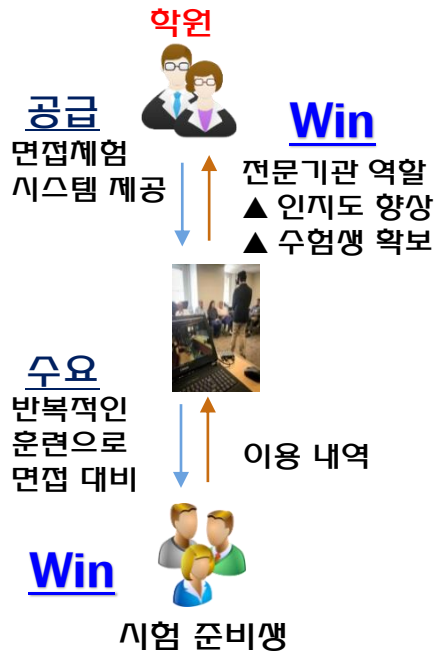 학원
공급
면접체험
시스템 제공
Win
전문기관 역할
▲ 인지도 향상
▲ 수험생 확보
수요
반복적인
훈련으로
면접 대비
이용 내역
Win
시험 준비생